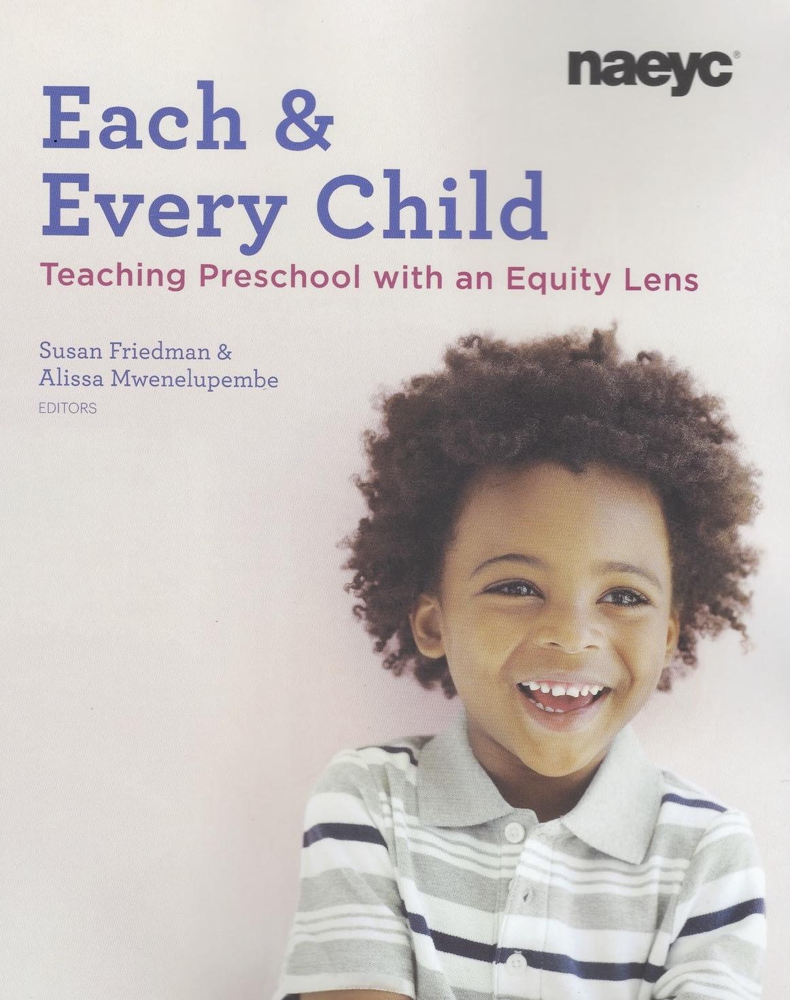 naeyc®
Each &
Every Child
Teaching Preschool with an Equity Lens
Susan Friedman &
Alissa Mwenelupembe
EDITORS